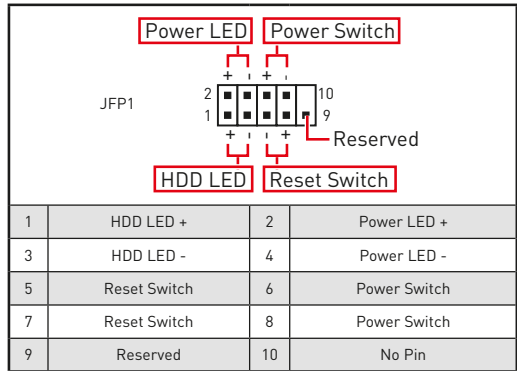 Power LED Power Switch
+ - + -
JFP1
2 10
1 9
+ - - +
Reserved
HDD LED Reset Switch
1 HDD LED + 2 Power LED +
3 HDD LED - 4 Power LED -
5 Reset Switch 6 Power Switch
7 Reset Switch 8 Power Switch
9 Reserved 10 No Pin